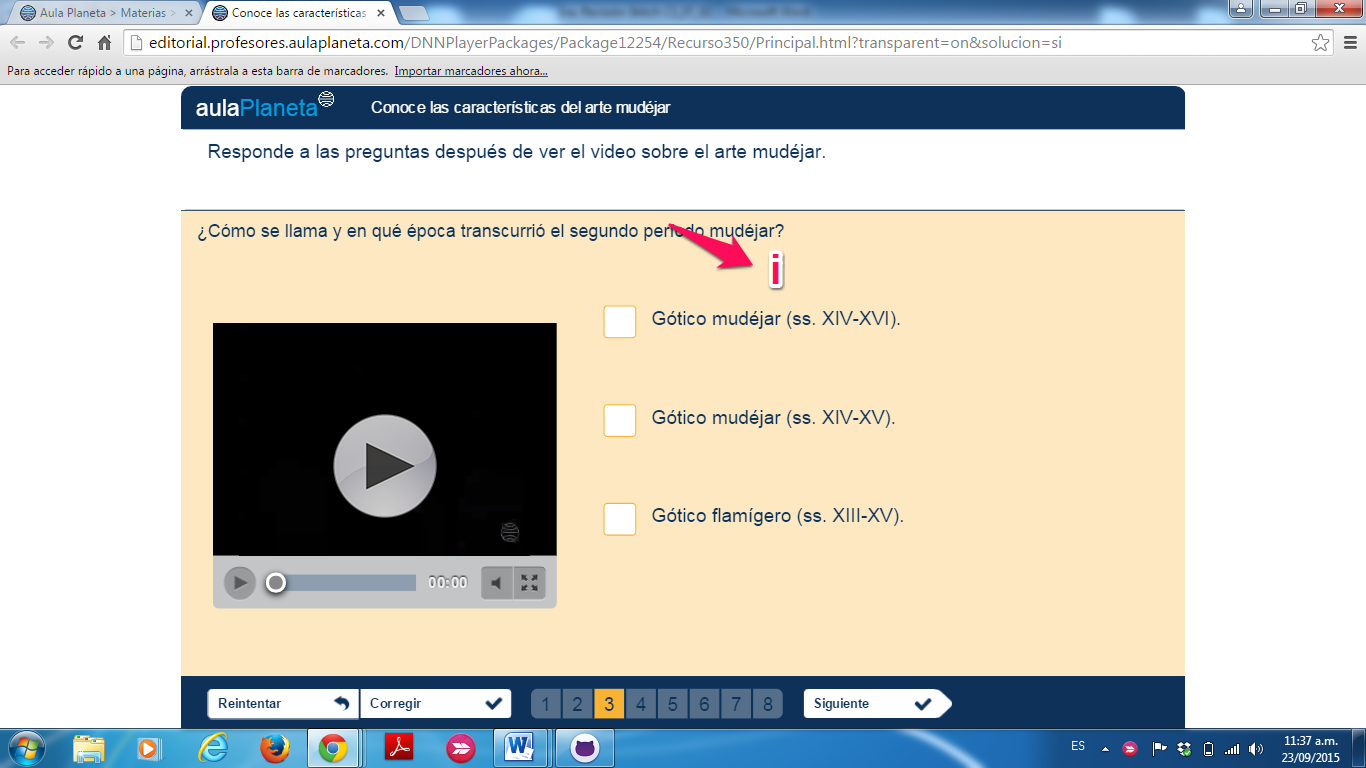 Aula Planeta > Materias >
Conoce las características
editorial.profesores.aulaplaneta.com/DNNPlayerPackages/Package12254/Recurso350/Principal.html?transparent=on&solucion=si
Para acceder rápido a una página, arrástrala a esta barra de marcadores. Importar marcadores ahora...
aulaPlaneta Conoce las características del arte mudéjar
Responde a las preguntas después de ver el video sobre el arte mudéjar.
¿Cómo se llama y en qué época transcurrió el segundo periodo mudéjar?
i
Gótico mudéjar (ss. XIV-XVI).
Gótico mudéjar (ss. XIV-XV).
Gótico flamígero (ss. XIII-XV).
00:00
Reintentar Corregir 1 2 3 4 5 6 7 8 Siguiente
ES 11:37 a.m.
23/09/2015